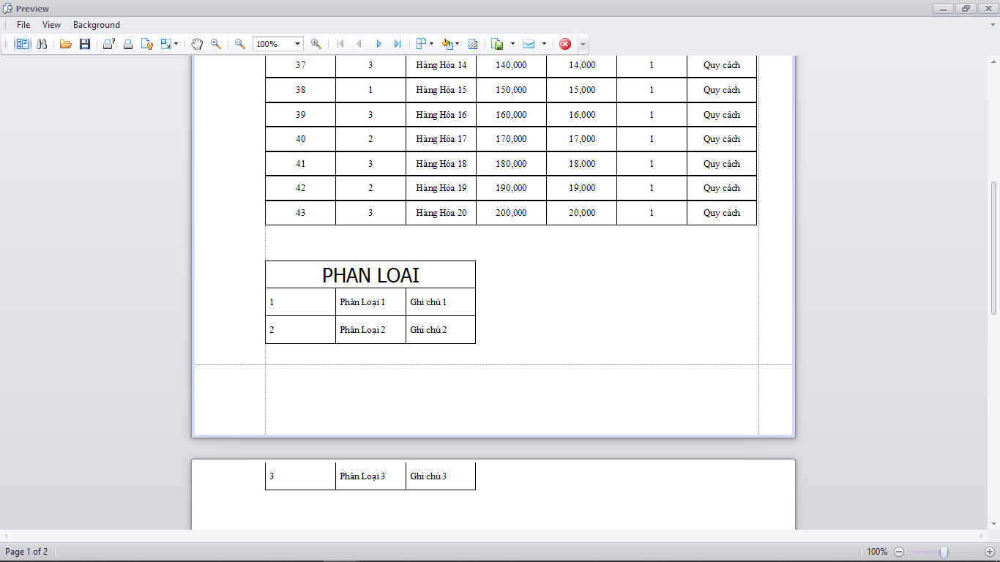 Preview
File View Background
100%
37 3 Hàng Hóa 14 140,000 14,000 1 Quy cách
38 1 Hàng Hóa 15 150,000 15,000 1 Quy cách
39 3 Hàng Hóa 16 160,000 16,000 1 Quy cách
40 2 Hàng Hóa 17 170,000 17,000 1 Quy cách
41 3 Hàng Hóa 18 180,000 18,000 1 Quy cách
42 2 Hàng Hóa 19 190,000 19,000 1 Quy cách
43 3 Hàng Hóa 20 200,000 20,000 1 Quy cách
PHAN LOAI
1 Phân Loại 1 Ghi chú 1
2 Phân Loại 2 Ghi chú 2
3 Phân Loại 3 Ghi chú 3
Page 1 of 2 100%